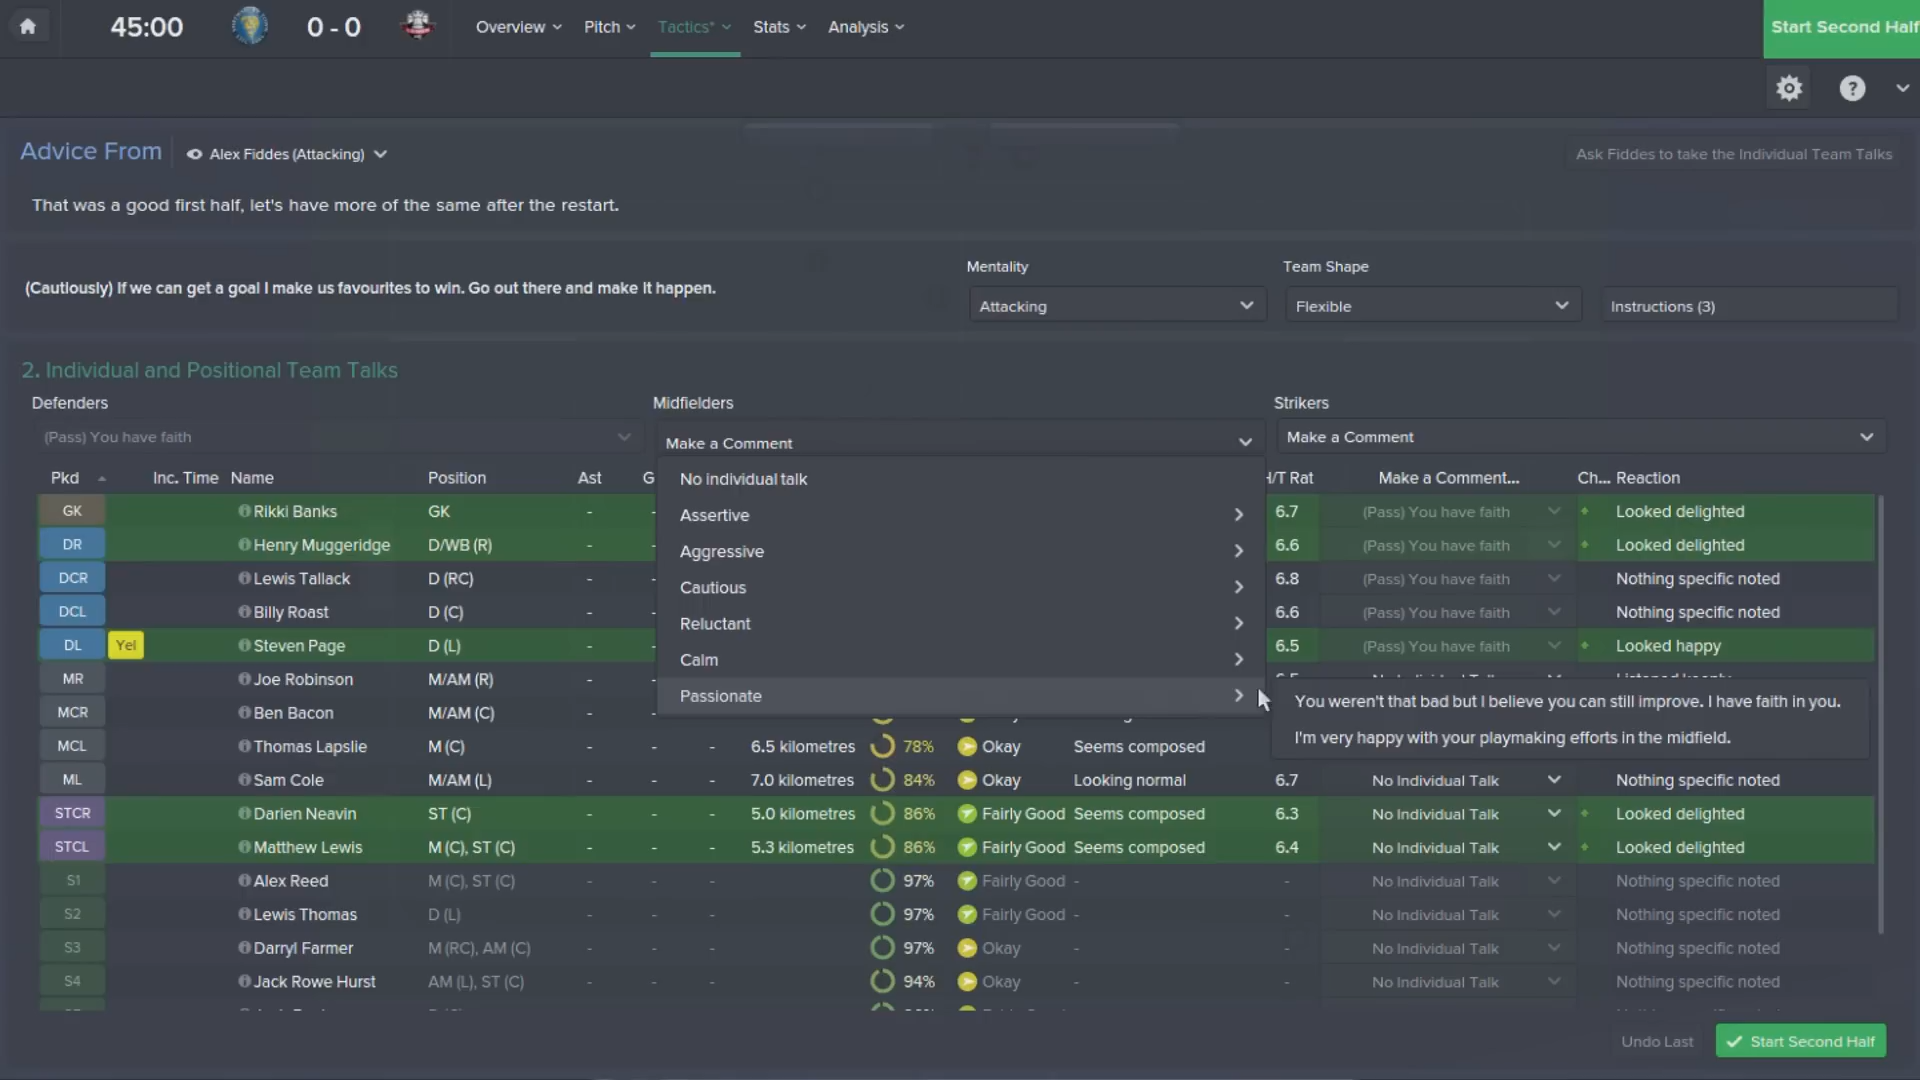 45:00 0 - 0 Overview Pitch Tactics* Stats Analysis Start Second Half
?
Advice From Alex Fiddes (Attacking) Ask Fiddes to take the Individual Team Talks
That was a good first half, let's have more of the same after the restart.
Mentality Team Shape
(Cautiously) If we can get a goal I make us favourites to win. Go out there and make it happen.
Attacking Flexible Instructions (3)
2. Individual and Positional Team Talks
Defenders Midfielders Strikers
(Pass) You have faith Make a Comment Make a Comment
Pkd Inc. Time Name Position Ast G H/T Rat Make a Comment... Ch... Reaction
No individual talk
GK Rikki Banks GK - - 6.7 (Pass) You have faith Looked delighted
Assertive
DR Henry Muggeridge D/WB (R) - - 6.6 (Pass) You have faith Looked delighted
Aggressive
DCR Lewis Tallack D (RC) - - 6.8 (Pass) You have faith Nothing specific noted
Cautious
DCL Billy Roast D (C) - - 6.6 (Pass) You have faith Nothing specific noted
Reluctant
DL Yel Steven Page D (L) - - 6.5 (Pass) You have faith Looked happy
Calm
MR Joe Robinson M/AM (R) - -
Passionate
You weren't that bad but I believe you can still improve. I have faith in you.
MCR Ben Bacon M/AM (C) - -
I'm very happy with your playmaking efforts in the midfield.
MCL Thomas Lapslie M (C) - - - 6.5 kilometres 78% Okay Seems composed
ML Sam Cole M/AM (L) - - - 7.0 kilometres 84% Okay Looking normal 6.7 No Individual Talk Nothing specific noted
STCR Darien Neavin ST (C) - - - 5.0 kilometres 86% Fairly Good Seems composed 6.3 No Individual Talk Looked delighted
STCL Matthew Lewis M (C), ST (C) - - - 5.3 kilometres 86% Fairly Good Seems composed 6.4 No Individual Talk Looked delighted
S1 Alex Reed M (C), ST (C) - - - 97% Fairly Good - - No Individual Talk Nothing specific noted
S2 Lewis Thomas D (L) - - - 97% Fairly Good - - No Individual Talk Nothing specific noted
S3 Darryl Farmer M (RC), AM (C) - - - 97% Okay - - No Individual Talk Nothing specific noted
S4 Jack Rowe Hurst AM (L), ST (C) - - - 94% Okay - - No Individual Talk Nothing specific noted
Undo Last Start Second Half